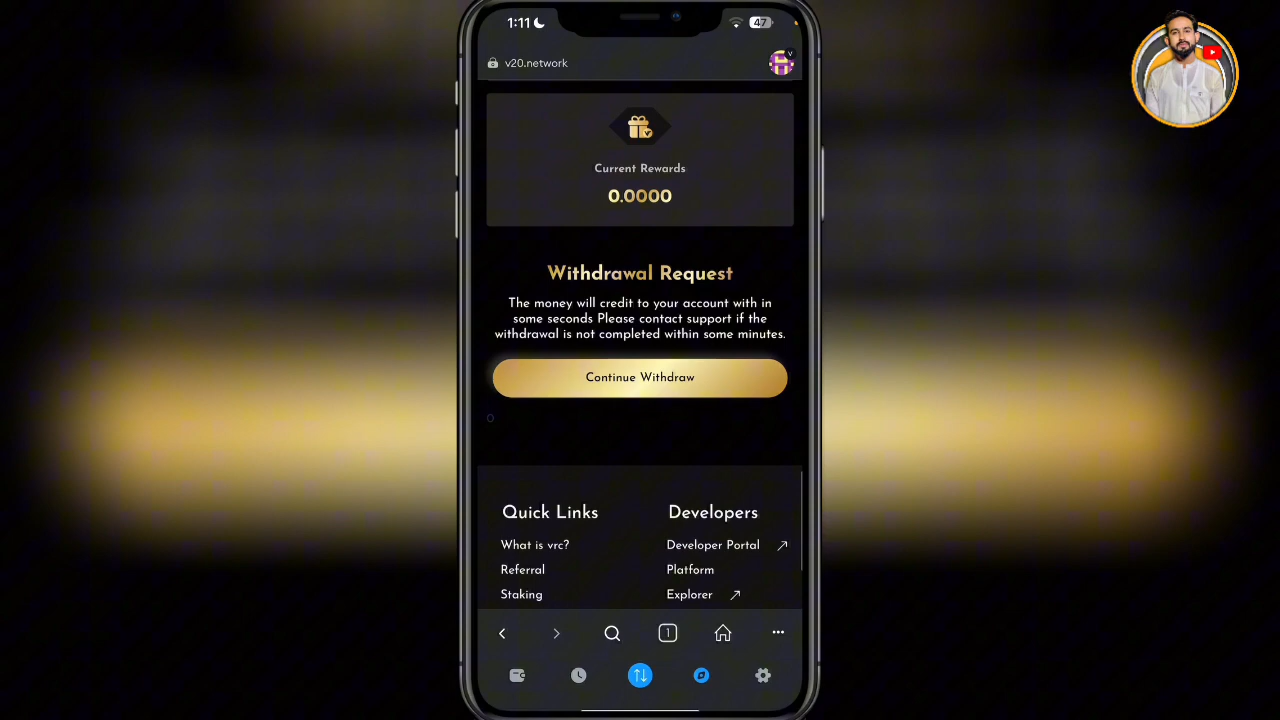 1:11
47
v20.network
V
Current Rewards
0.0000
Withdrawal Request
The money will credit to your account with in
some seconds Please contact support if the
withdrawal is not completed within some minutes.
Continue Withdraw
0
Quick Links
Developers
What is vrc?
Developer Portal
Referral
Platform
Staking
Explorer
1